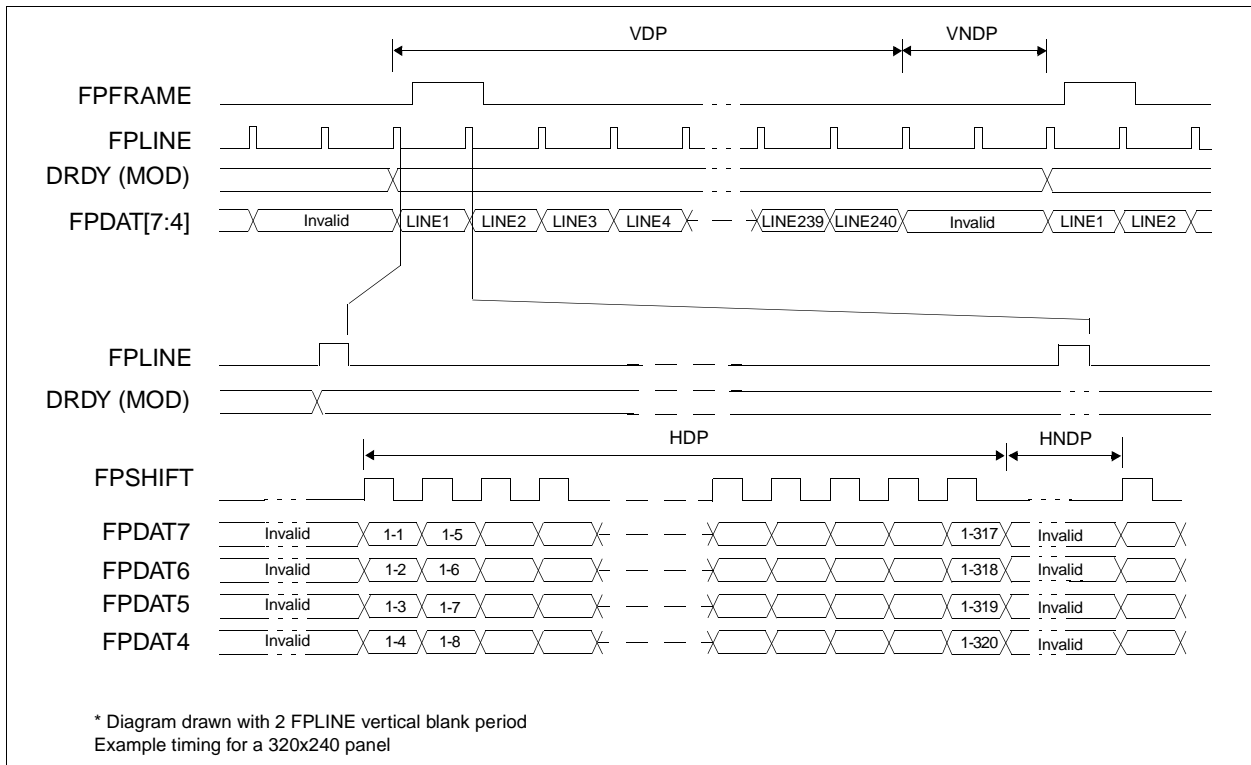 VDP VNDP
FPFRAME
FPLINE
DRDY (MOD)
FPDAT[7:4] Invalid LINE1 LINE2 LINE3 LINE4 LINE239 LINE240 Invalid LINE1 LINE2
FPLINE
DRDY (MOD)
HDP HNDP
FPSHIFT
FPDAT7 Invalid 1-1 1-5 1-317 Invalid
FPDAT6 Invalid 1-2 1-6 1-318 Invalid
FPDAT5 Invalid 1-3 1-7 1-319 Invalid
FPDAT4 Invalid 1-4 1-8 1-320 Invalid
* Diagram drawn with 2 FPLINE vertical blank period
Example timing for a 320x240 panel